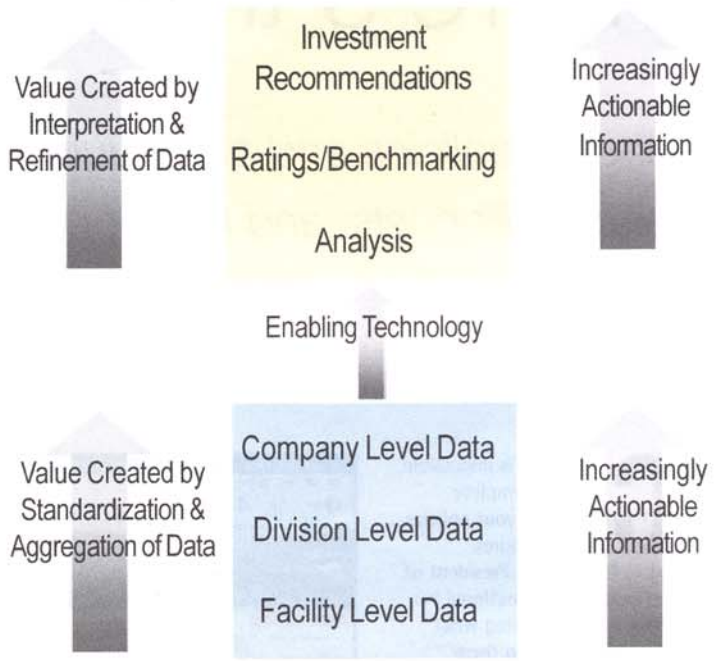 Investment
Recommendations
Value Created by
Interpretation &
Refinement of Data
Increasingly
Actionable
Information
Ratings/Benchmarking
Analysis
Enabling Technology
Company Level Data
Value Created by
Standardization &
Aggregation of Data
Increasingly
Actionable
Information
Division Level Data
Facility Level Data